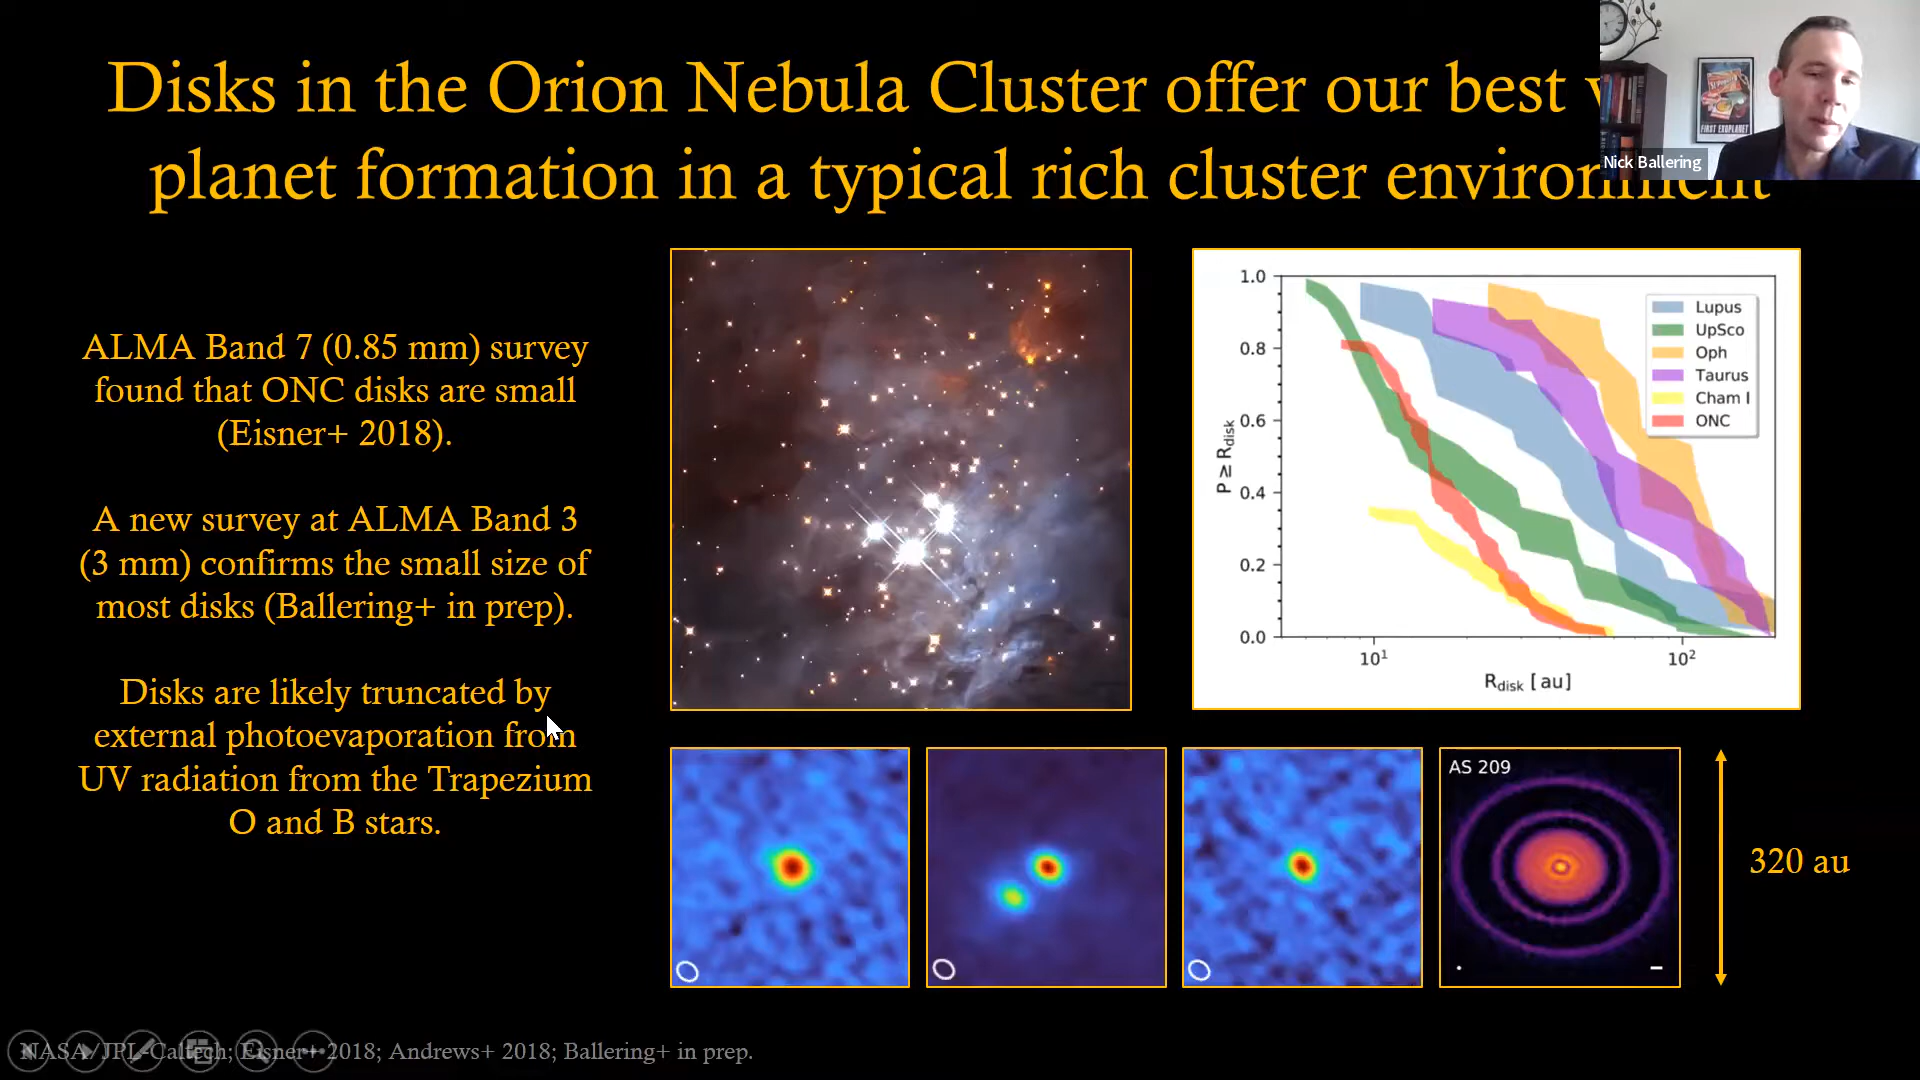 Disks in the Orion Nebula Cluster offer our best
planet formation in a typical rich cluster environment
FIRST EXOPLANET
Nick Ballering
ALMA Band 7 (0.85 mm) survey
found that ONC disks are small
(Eisner+ 2018).
A new survey at ALMA Band 3
(3 mm) confirms the small size of
most disks (Ballering+ in prep).
Disks are likely truncated by
external photoevaporation from
UV radiation from the Trapezium
O and B stars.
1.0
0.8
0.6
0.4
0.2
0.0
P ≥ Rdisk
10¹
10²
Rdisk [au]
Lupus
UpSco
Oph
Taurus
Cham I
ONC
AS 209
320 au
NASA/JPL-Caltech; Eisner+ 2018; Andrews+ 2018; Ballering+ in prep.